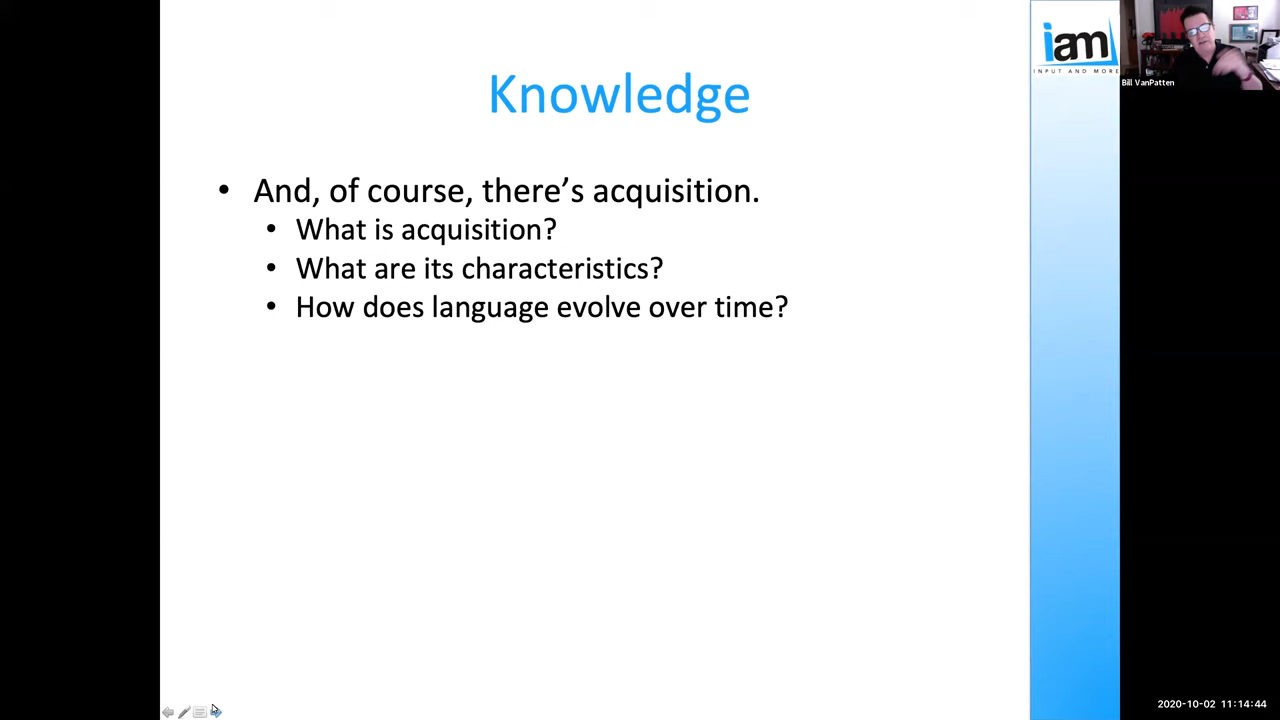 Knowledge
• And, of course, there’s acquisition.
• What is acquisition?
• What are its characteristics?
• How does language evolve over time?
iam
INPUT AND MORE
Bill VanPatten
2020-10-02 11:14:44